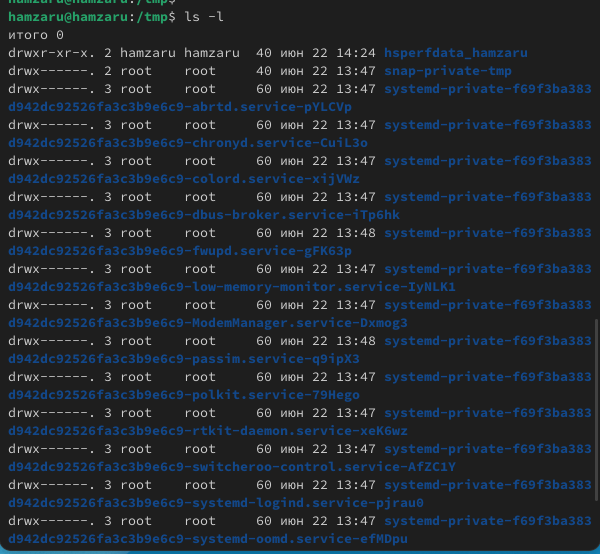 hamzaru@hamzaru:/tmp$
hamzaru@hamzaru:/tmp$ ls -l
итого 0
drwxr-xr-x. 2 hamzaru hamzaru  40 июн 22 14:24 hsperfdata_hamzaru
drwx------. 2 root    root     40 июн 22 13:47 snap-private-tmp
drwx------. 3 root    root     60 июн 22 13:47 systemd-private-f69f3ba383
d942dc92526fa3c3b9e6c9-abrtd.service-pYLCVp
drwx------. 3 root    root     60 июн 22 13:47 systemd-private-f69f3ba383
d942dc92526fa3c3b9e6c9-chronyd.service-CuiL3o
drwx------. 3 root    root     60 июн 22 13:47 systemd-private-f69f3ba383
d942dc92526fa3c3b9e6c9-colord.service-xijVWz
drwx------. 3 root    root     60 июн 22 13:47 systemd-private-f69f3ba383
d942dc92526fa3c3b9e6c9-dbus-broker.service-iTp6hk
drwx------. 3 root    root     60 июн 22 13:48 systemd-private-f69f3ba383
d942dc92526fa3c3b9e6c9-fwupd.service-gFK63p
drwx------. 3 root    root     60 июн 22 13:47 systemd-private-f69f3ba383
d942dc92526fa3c3b9e6c9-low-memory-monitor.service-IyNLK1
drwx------. 3 root    root     60 июн 22 13:47 systemd-private-f69f3ba383
d942dc92526fa3c3b9e6c9-ModemManager.service-Dxmog3
drwx------. 3 root    root     60 июн 22 13:48 systemd-private-f69f3ba383
d942dc92526fa3c3b9e6c9-passim.service-q9ipX3
drwx------. 3 root    root     60 июн 22 13:47 systemd-private-f69f3ba383
d942dc92526fa3c3b9e6c9-polkit.service-79Hego
drwx------. 3 root    root     60 июн 22 13:47 systemd-private-f69f3ba383
d942dc92526fa3c3b9e6c9-rtkit-daemon.service-xeK6wz
drwx------. 3 root    root     60 июн 22 13:47 systemd-private-f69f3ba383
d942dc92526fa3c3b9e6c9-switcheroo-control.service-AfZC1Y
drwx------. 3 root    root     60 июн 22 13:47 systemd-private-f69f3ba383
d942dc92526fa3c3b9e6c9-systemd-logind.service-pjrau0
drwx------. 3 root    root     60 июн 22 13:47 systemd-private-f69f3ba383
d942dc92526fa3c3b9e6c9-systemd-oomd.service-efMDpu